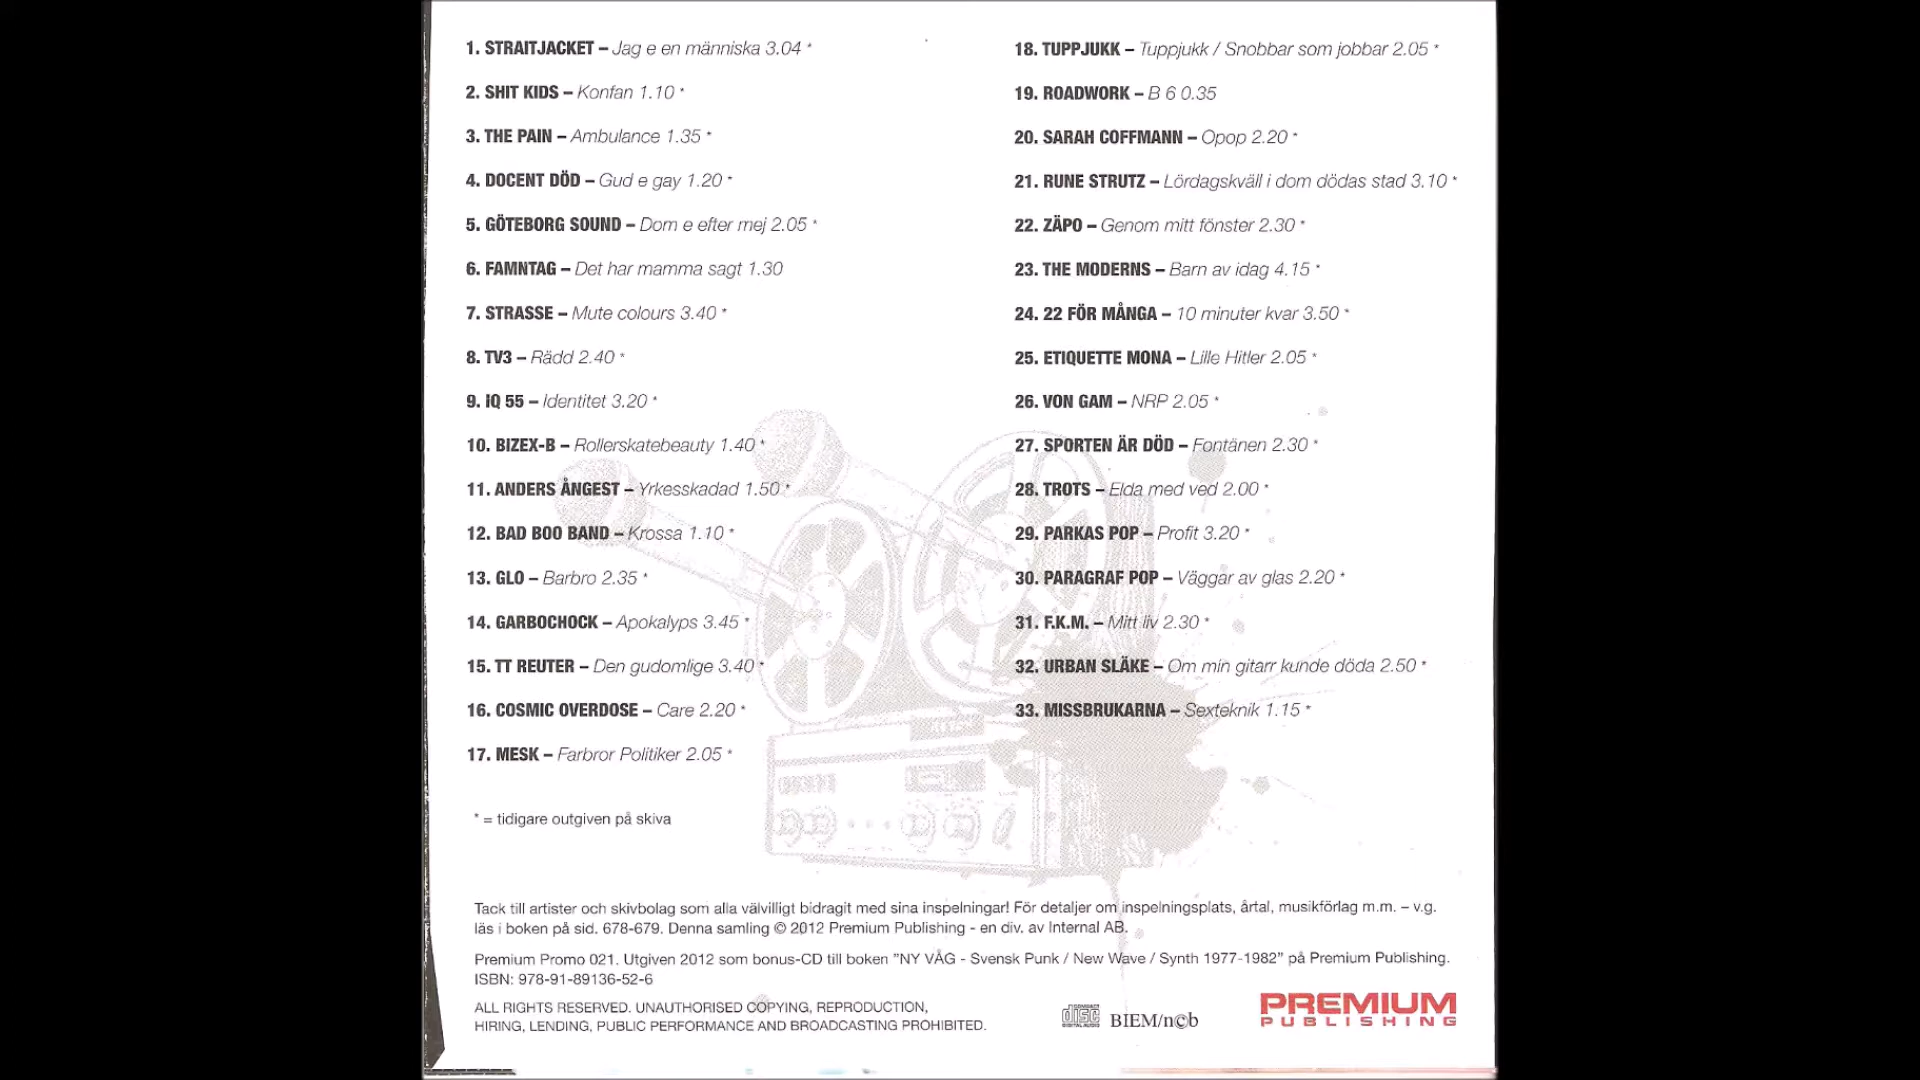 1. STRAITJACKET – Jag e en människa 3.04 *
2. SHIT KIDS – Konfan 1.10 *
3. THE PAIN – Ambulance 1.35 *
4. DOCENT DÖD – Gud e gay 1.20 *
5. GÖTEBORG SOUND – Dom e efter mej 2.05 *
6. FAMNTAG – Det har mamma sagt 1.30
7. STRASSE – Mute colours 3.40 *
8. TV3 – Rädd 2.40 *
9. iQ 55 – Identitet 3.20 *
10. BIZEX-B – Rollerskatebeauty 1.40 *
11. ANDERS ÅNGEST – Yrkesskadad 1.50 *
12. BAD BOO BAND – Krossa 1.10 *
13. GLO – Barbro 2.35 *
14. GARBOCHOCK – Apokalyps 3.45 *
15. TT REUTER – Den gudomlige 3.40 *
16. COSMIC OVERDOSE – Care 2.20 *
17. MESK – Farbror Politiker 2.05 *
18. TUPPJUKK – Tuppjukk / Snobbar som jobbar 2.05 *
19. ROADWORK – B 6 0.35
20. SARAH COFFMANN – Opop 2.20 *
21. RUNE STRUTZ – Lördagskväll i dom dödas stad 3.10 *
22. ZÄPO – Genom mitt fönster 2.30 *
23. THE MODERNS – Barn av idag 4.15 *
24. 22 FÖR MÅNGA – 10 minuter kvar 3.50 *
25. ETIQUETTE MONA – Lille Hitler 2.05 *
26. VON GAM – NRP 2.05 *
27. SPORTEN ÄR DÖD – Fontänen 2.30 *
28. TROTS – Elda med ved 2.00 *
29. PARKAS POP – Profit 3.20 *
30. PARAGRAF POP – Väggar av glas 2.20 *
31. F.K.M. – Mitt liv 2.30 *
32. URBAN SLÄKE – Om min gitarr kunde döda 2.50 *
33. MISSBRUKARNA – Sexteknik 1.15 *
* = tidigare outgiven på skiva
Tack till artister och skivbolag som alla välvilligt bidragit med sina inspelningar! För detaljer om inspelningsplats, årtal, musikförlag m.m. – v.g.
läs i boken på sid. 678-679. Denna samling © 2012 Premium Publishing - en div. av Internal AB.
Premium Promo 021. Utgiven 2012 som bonus-CD till boken ”NY VÅG - Svensk Punk / New Wave / Synth 1977-1982” på Premium Publishing.
ISBN: 978-91-89136-52-6
ALL RIGHTS RESERVED. UNAUTHORISED COPYING, REPRODUCTION,
HIRING, LENDING, PUBLIC PERFORMANCE AND BROADCASTING PROHIBITED.
COMPACT
disc
DIGITAL AUDIO
BIEM/n©b
PREMIUM
PUBLISHING